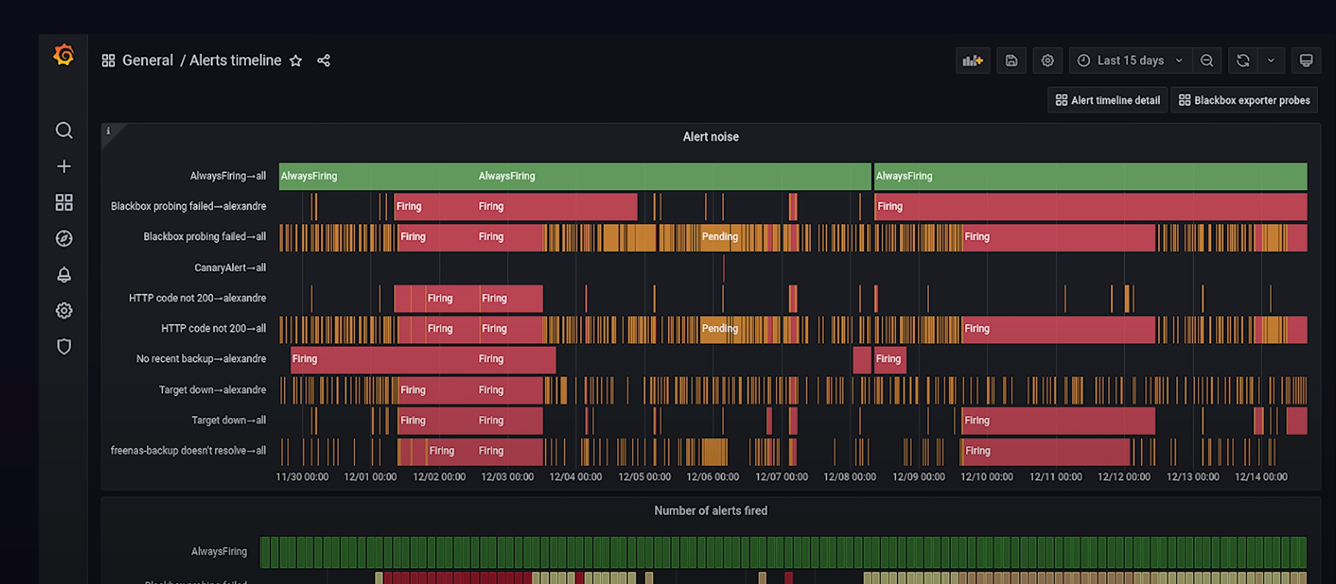 General / Alerts timeline
Last 15 days
Alert timeline detail Blackbox exporter probes
i
Alert noise
AlwaysFiring→all AlwaysFiring AlwaysFiring AlwaysFiring
Blackbox probing failed→alexandre Firing Firing Firing
Blackbox probing failed→all Firing Firing Pending Firing
CanaryAlert→all
HTTP code not 200→alexandre Firing Firing
HTTP code not 200→all Firing Firing Pending Firing
No recent backup→alexandre Firing Firing Firing
Target down→alexandre Firing Firing
Target down→all Firing Firing Firing
freenas-backup doesn't resolve→all Firing Firing Firing
11/30 00:00 12/01 00:00 12/02 00:00 12/03 00:00 12/04 00:00 12/05 00:00 12/06 00:00 12/07 00:00 12/08 00:00 12/09 00:00 12/10 00:00 12/11 00:00 12/12 00:00 12/13 00:00 12/14 00:00
Number of alerts fired
AlwaysFiring
Blackbox probing failed